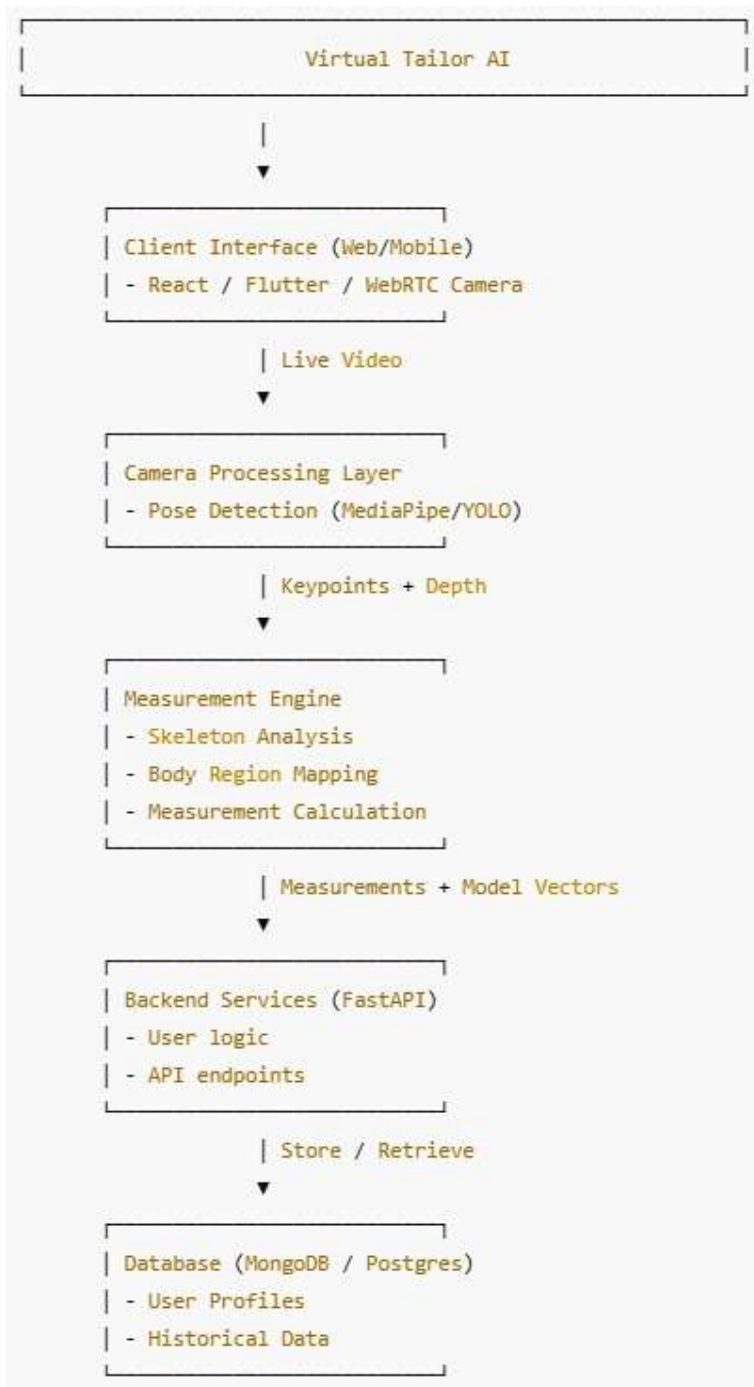 Virtual Tailor AI
Client Interface (Web/Mobile)
- React / Flutter / WebRTC Camera
Live Video
Camera Processing Layer
- Pose Detection (MediaPipe/YOLO)
Keypoints + Depth
Measurement Engine
- Skeleton Analysis
- Body Region Mapping
- Measurement Calculation
Measurements + Model Vectors
Backend Services (FastAPI)
- User logic
- API endpoints
Store / Retrieve
Database (MongoDB / Postgres)
- User Profiles
- Historical Data